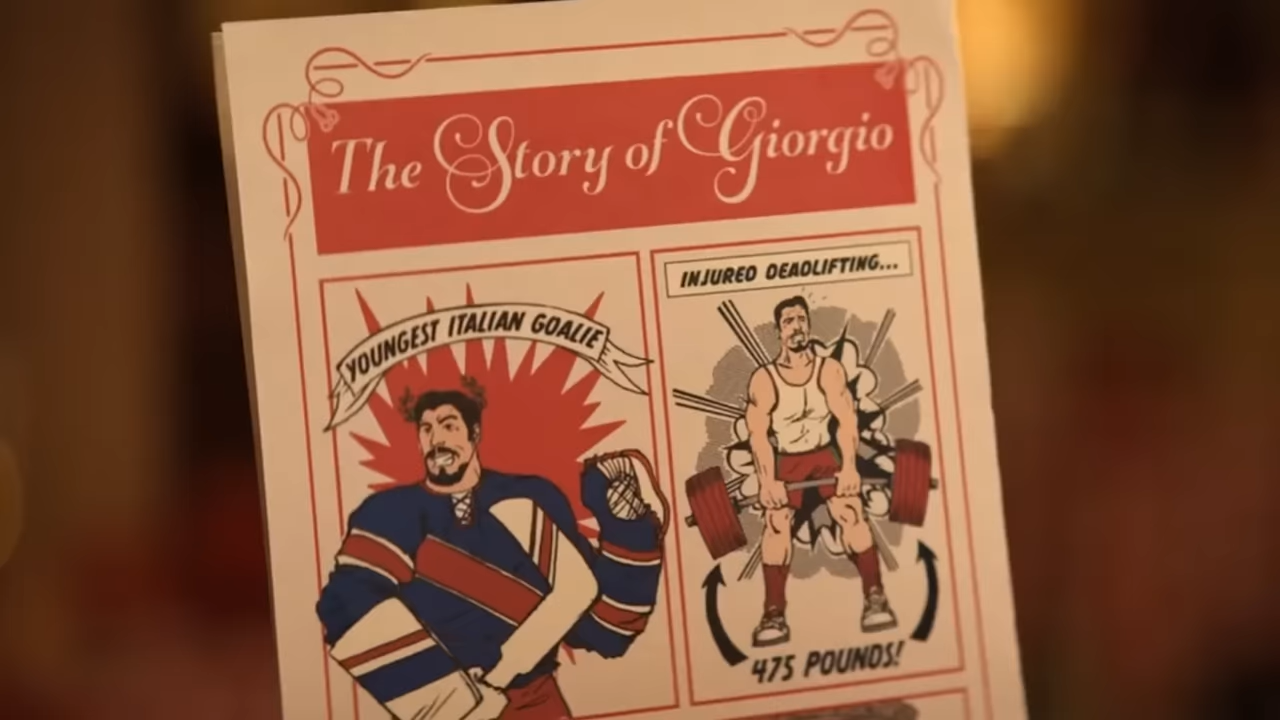 The Story of Giorgio
YOUNGEST ITALIAN GOALIE
INJURED DEADLIFTING...
475 POUNDS!